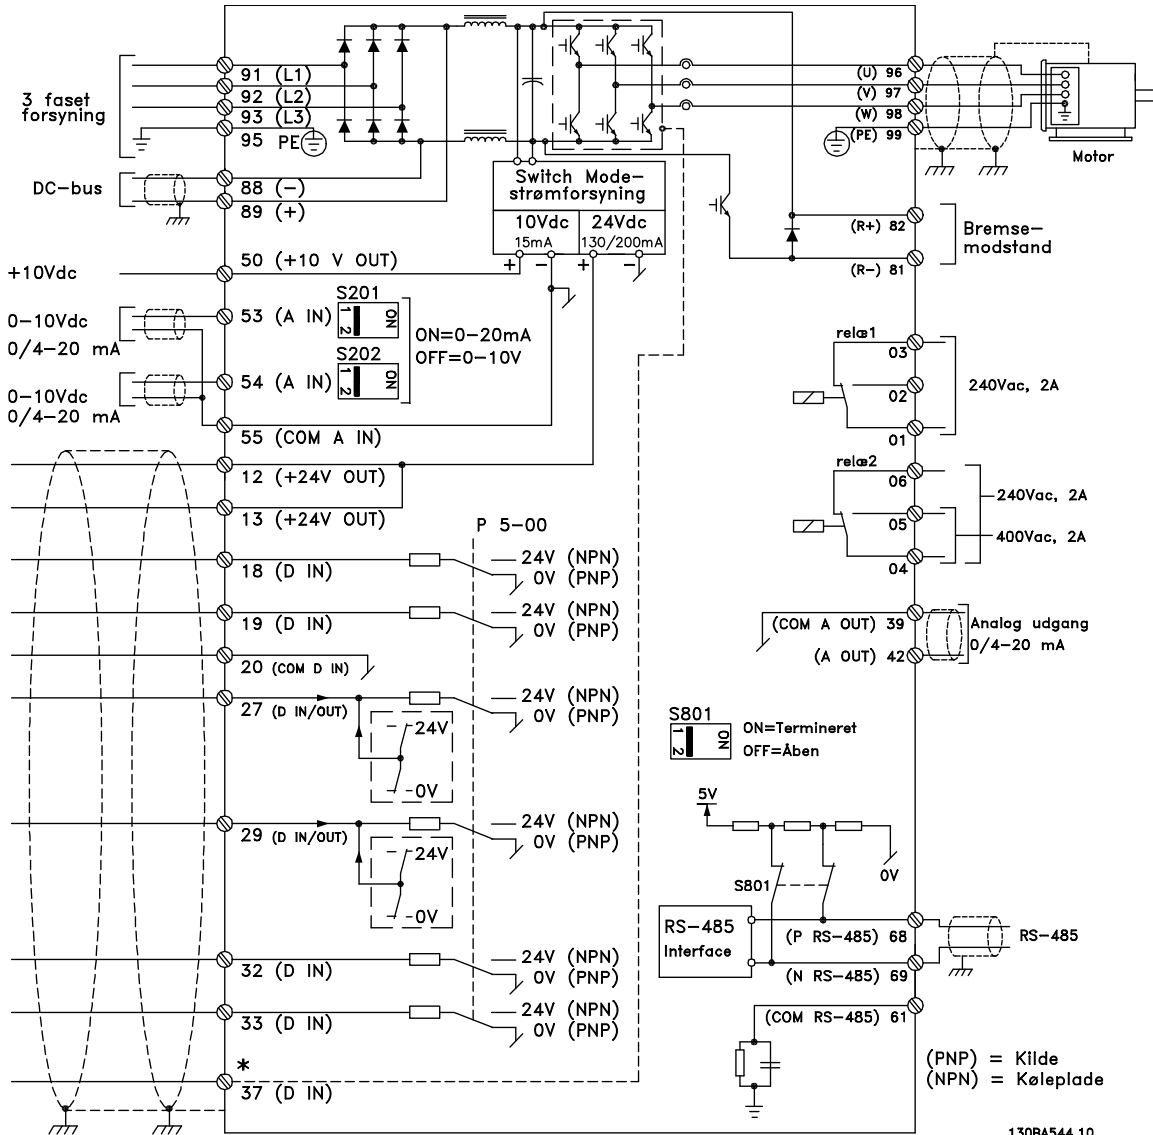 3 faset
forsyning
91 (L1)
92 (L2)
93 (L3)
95 PE
DC-bus
88 (-)
89 (+)
+10Vdc
50 (+10 V OUT)
0-10Vdc
0/4-20 mA
53 (A IN)
S201
1
2
ON
ON=0-20mA
OFF=0-10V
0-10Vdc
0/4-20 mA
54 (A IN)
S202
1
2
ON
55 (COM A IN)
12 (+24V OUT)
13 (+24V OUT)
P 5-00
18 (D IN)
24V (NPN)
0V (PNP)
19 (D IN)
24V (NPN)
0V (PNP)
20 (COM D IN)
27 (D IN/OUT)
24V (NPN)
0V (PNP)
24V
0V
29 (D IN/OUT)
24V (NPN)
0V (PNP)
24V
0V
32 (D IN)
24V (NPN)
0V (PNP)
33 (D IN)
24V (NPN)
0V (PNP)
*
37 (D IN)
Switch Mode-
strømforsyning
10Vdc
15mA
24Vdc
130/200mA
+ - + -
(U) 96
(V) 97
(W) 98
(PE) 99
Motor
(R+) 82
(R-) 81
Bremse-
modstand
relæ1
03
02
01
240Vac, 2A
relæ2
06
05
04
240Vac, 2A
400Vac, 2A
(COM A OUT) 39
(A OUT) 42
Analog udgang
0/4-20 mA
S801
1
2
ON
ON=Termineret
OFF=Åben
5V
0V
S801
RS-485
Interface
(P RS-485) 68
(N RS-485) 69
RS-485
(COM RS-485) 61
(PNP) = Kilde
(NPN) = Køleplade
130BA544.10